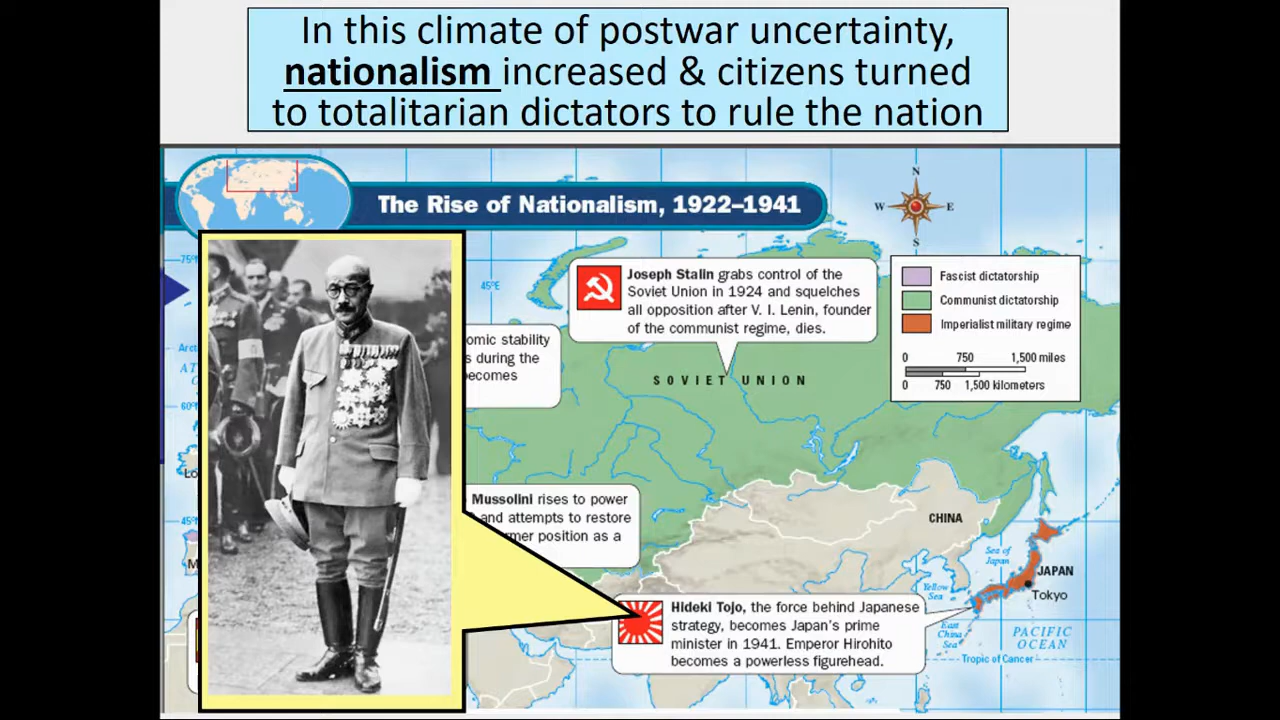 In this climate of postwar uncertainty,
nationalism increased & citizens turned
to totalitarian dictators to rule the nation
The Rise of Nationalism, 1922–1941
N
W
E
S
75°
45°E
Joseph Stalin grabs control of the
Soviet Union in 1924 and squelches
all opposition after V. I. Lenin, founder
of the communist regime, dies.
Fascist dictatorship
Communist dictatorship
Imperialist military regime
0 750 1,500 miles
0 750 1,500 kilometers
omic stability
s during the
ecomes
Arc
AT
60°
SOVIET UNION
Lo
Mussolini rises to power
and attempts to restore
rmer position as a
45°
M
CHINA
Sea of
Japan
JAPAN
Tokyo
Yellow
Sea
Hideki Tojo, the force behind Japanese
strategy, becomes Japan's prime
minister in 1941. Emperor Hirohito
becomes a powerless figurehead.
East
China
Sea
PACIFIC
OCEAN
Tropic of Cancer